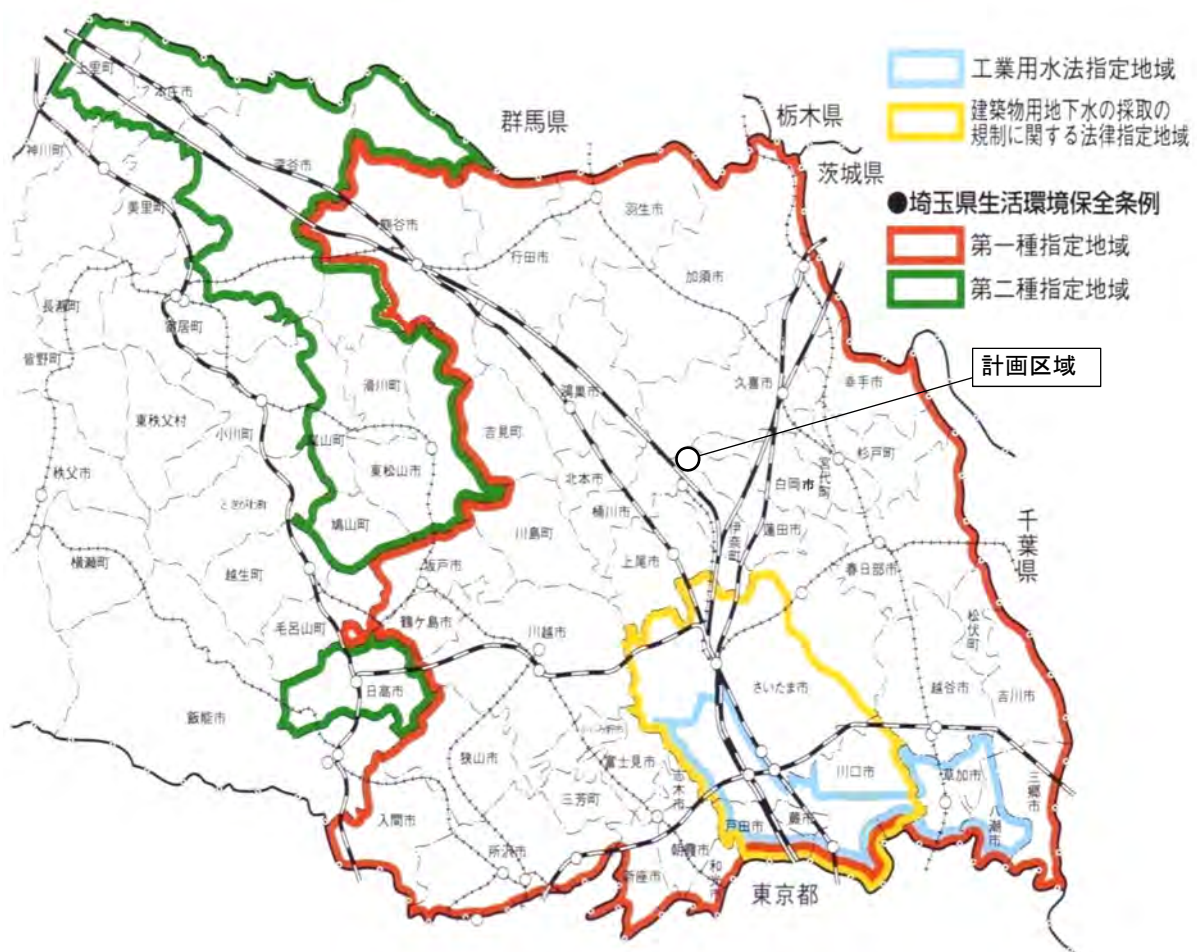 工業用水法指定地域
建築物用地下水の採取の
規制に関する法律指定地域
●埼玉県生活環境保全条例
第一種指定地域
第二種指定地域
計画区域
群馬県
栃木県
茨城県
千葉県
東京都
上里町
本庄市
神川町
深谷市
美里町
熊谷市
行田市
羽生市
加須市
長瀞町
寄居町
皆野町
東秩父村
小川町
滑川町
嵐山町
東松山市
吉見町
鴻巣市
久喜市
幸手市
秩父市
ときがわ町
鳩山町
北本市
桶川市
川島町
白岡市
宮代町
杉戸町
伊奈町
蓮田市
横瀬町
越生町
坂戸市
上尾市
春日部市
毛呂山町
鶴ケ島市
川越市
松伏町
日高市
さいたま市
越谷市
吉川市
飯能市
狭山市
ふじみ野市
富士見市
志木市
川口市
草加市
三郷市
三芳町
入間市
戸田市
蕨市
八潮市
所沢市
朝霞市
新座市
和光市